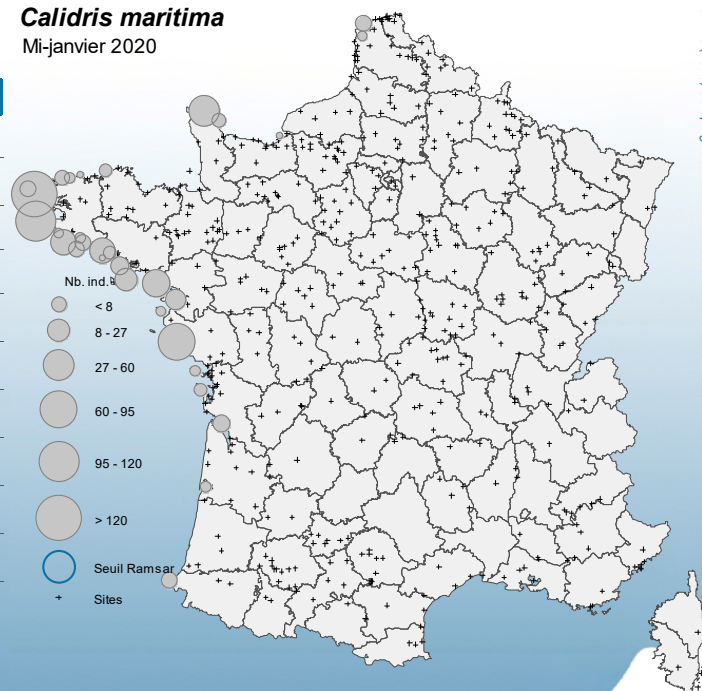 Calidris maritima
Mi-janvier 2020
Nb. ind.
< 8
8 - 27
27 - 60
60 - 95
95 - 120
> 120
Seuil Ramsar
Sites